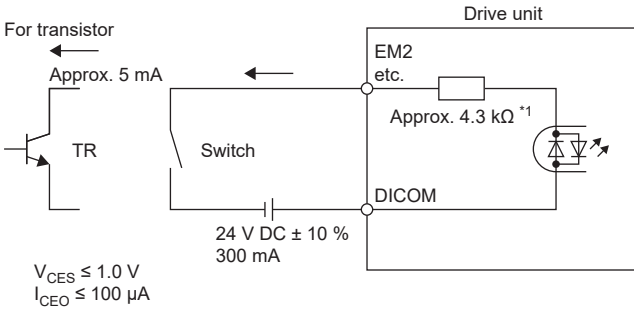 Drive unit
For transistor
EM2
etc.
Approx. 5 mA
Approx. 4.3 kΩ *1
TR
Switch
DICOM
24 V DC ± 10 %
300 mA
VCES ≤ 1.0 V
ICEO ≤ 100 μA